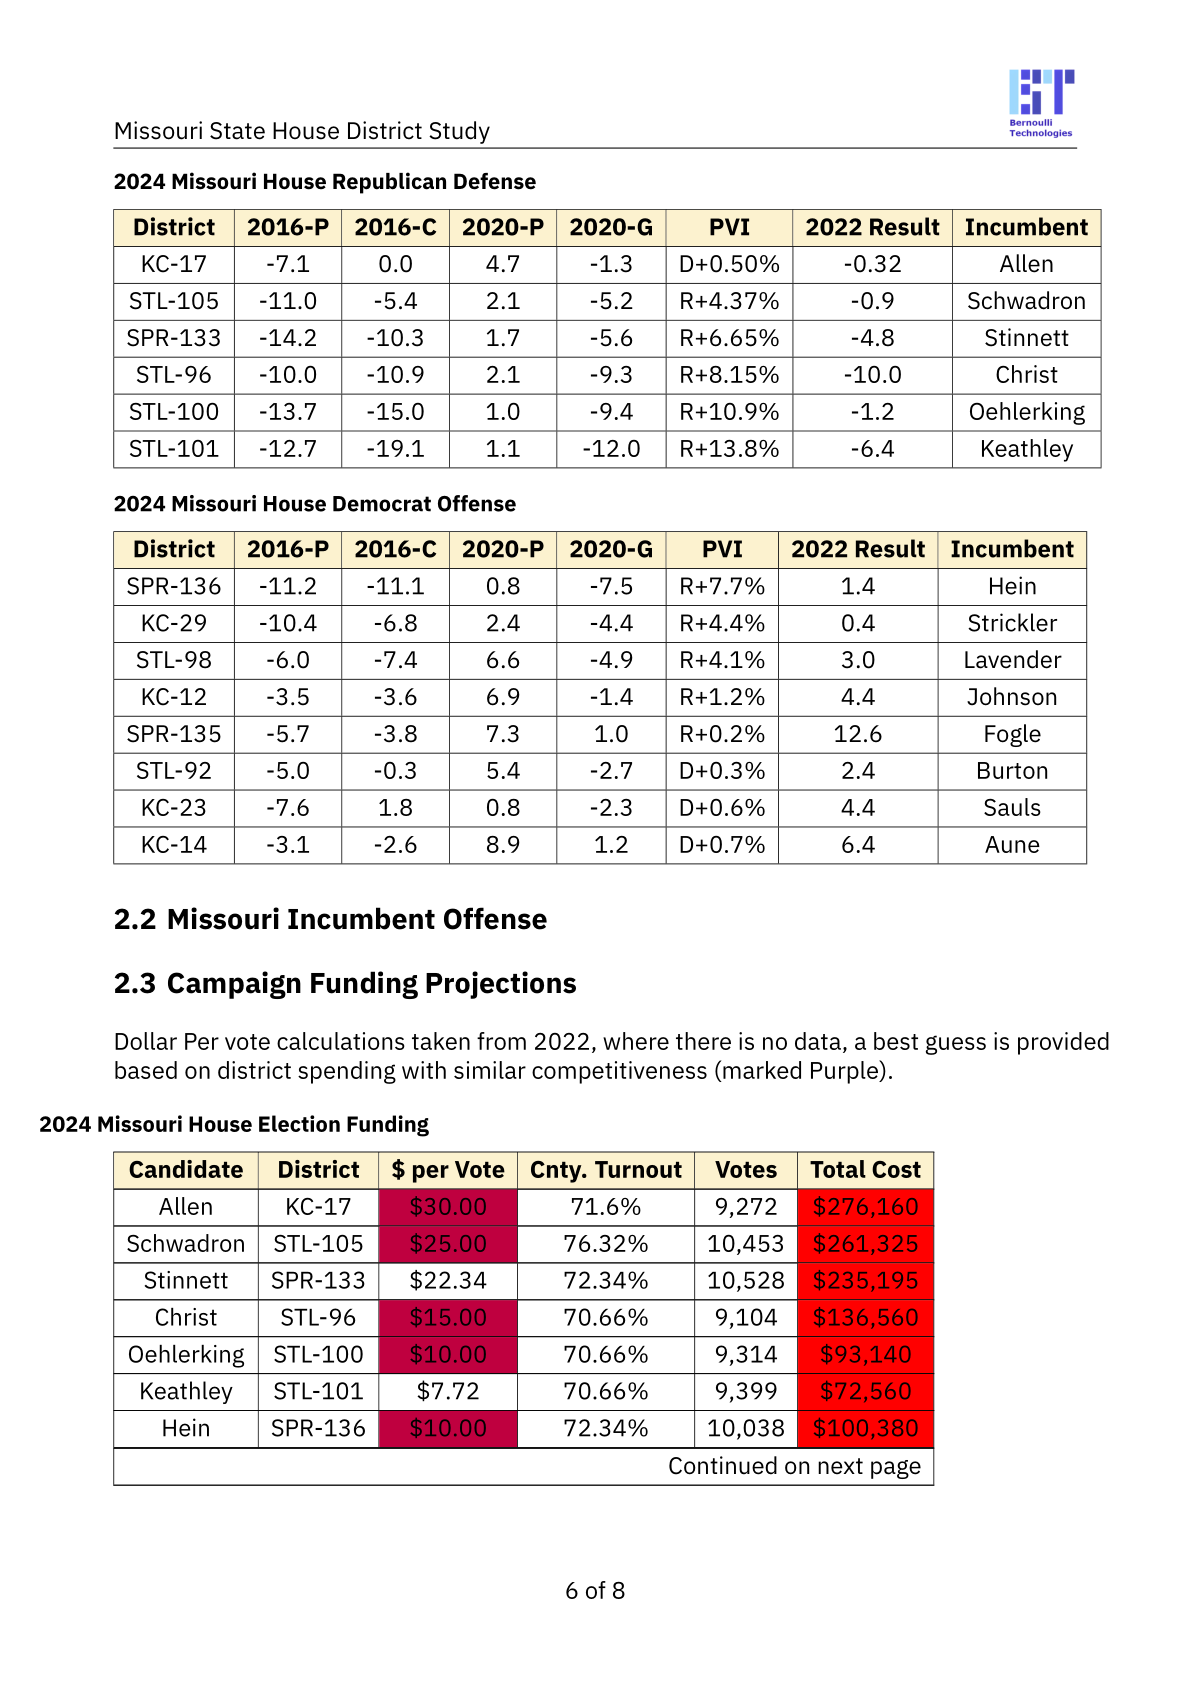 Missouri State House District Study
Bernoulli
Technologies
2024 Missouri House Republican Defense
District 2016-P 2016-C 2020-P 2020-G PVI 2022 Result Incumbent
KC-17 -7.1 0.0 4.7 -1.3 D+0.50% -0.32 Allen
STL-105 -11.0 -5.4 2.1 -5.2 R+4.37% -0.9 Schwadron
SPR-133 -14.2 -10.3 1.7 -5.6 R+6.65% -4.8 Stinnett
STL-96 -10.0 -10.9 2.1 -9.3 R+8.15% -10.0 Christ
STL-100 -13.7 -15.0 1.0 -9.4 R+10.9% -1.2 Oehlerking
STL-101 -12.7 -19.1 1.1 -12.0 R+13.8% -6.4 Keathley
2024 Missouri House Democrat Offense
District 2016-P 2016-C 2020-P 2020-G PVI 2022 Result Incumbent
SPR-136 -11.2 -11.1 0.8 -7.5 R+7.7% 1.4 Hein
KC-29 -10.4 -6.8 2.4 -4.4 R+4.4% 0.4 Strickler
STL-98 -6.0 -7.4 6.6 -4.9 R+4.1% 3.0 Lavender
KC-12 -3.5 -3.6 6.9 -1.4 R+1.2% 4.4 Johnson
SPR-135 -5.7 -3.8 7.3 1.0 R+0.2% 12.6 Fogle
STL-92 -5.0 -0.3 5.4 -2.7 D+0.3% 2.4 Burton
KC-23 -7.6 1.8 0.8 -2.3 D+0.6% 4.4 Sauls
KC-14 -3.1 -2.6 8.9 1.2 D+0.7% 6.4 Aune
2.2 Missouri Incumbent Offense
2.3 Campaign Funding Projections
Dollar Per vote calculations taken from 2022, where there is no data, a best guess is provided
based on district spending with similar competitiveness (marked Purple).
2024 Missouri House Election Funding
Candidate District $ per Vote Cnty. Turnout Votes Total Cost
Allen KC-17 $30.00 71.6% 9,272 $276,160
Schwadron STL-105 $25.00 76.32% 10,453 $261,325
Stinnett SPR-133 $22.34 72.34% 10,528 $235,195
Christ STL-96 $15.00 70.66% 9,104 $136,560
Oehlerking STL-100 $10.00 70.66% 9,314 $93,140
Keathley STL-101 $7.72 70.66% 9,399 $72,560
Hein SPR-136 $10.00 72.34% 10,038 $100,380
Continued on next page
6 of 8